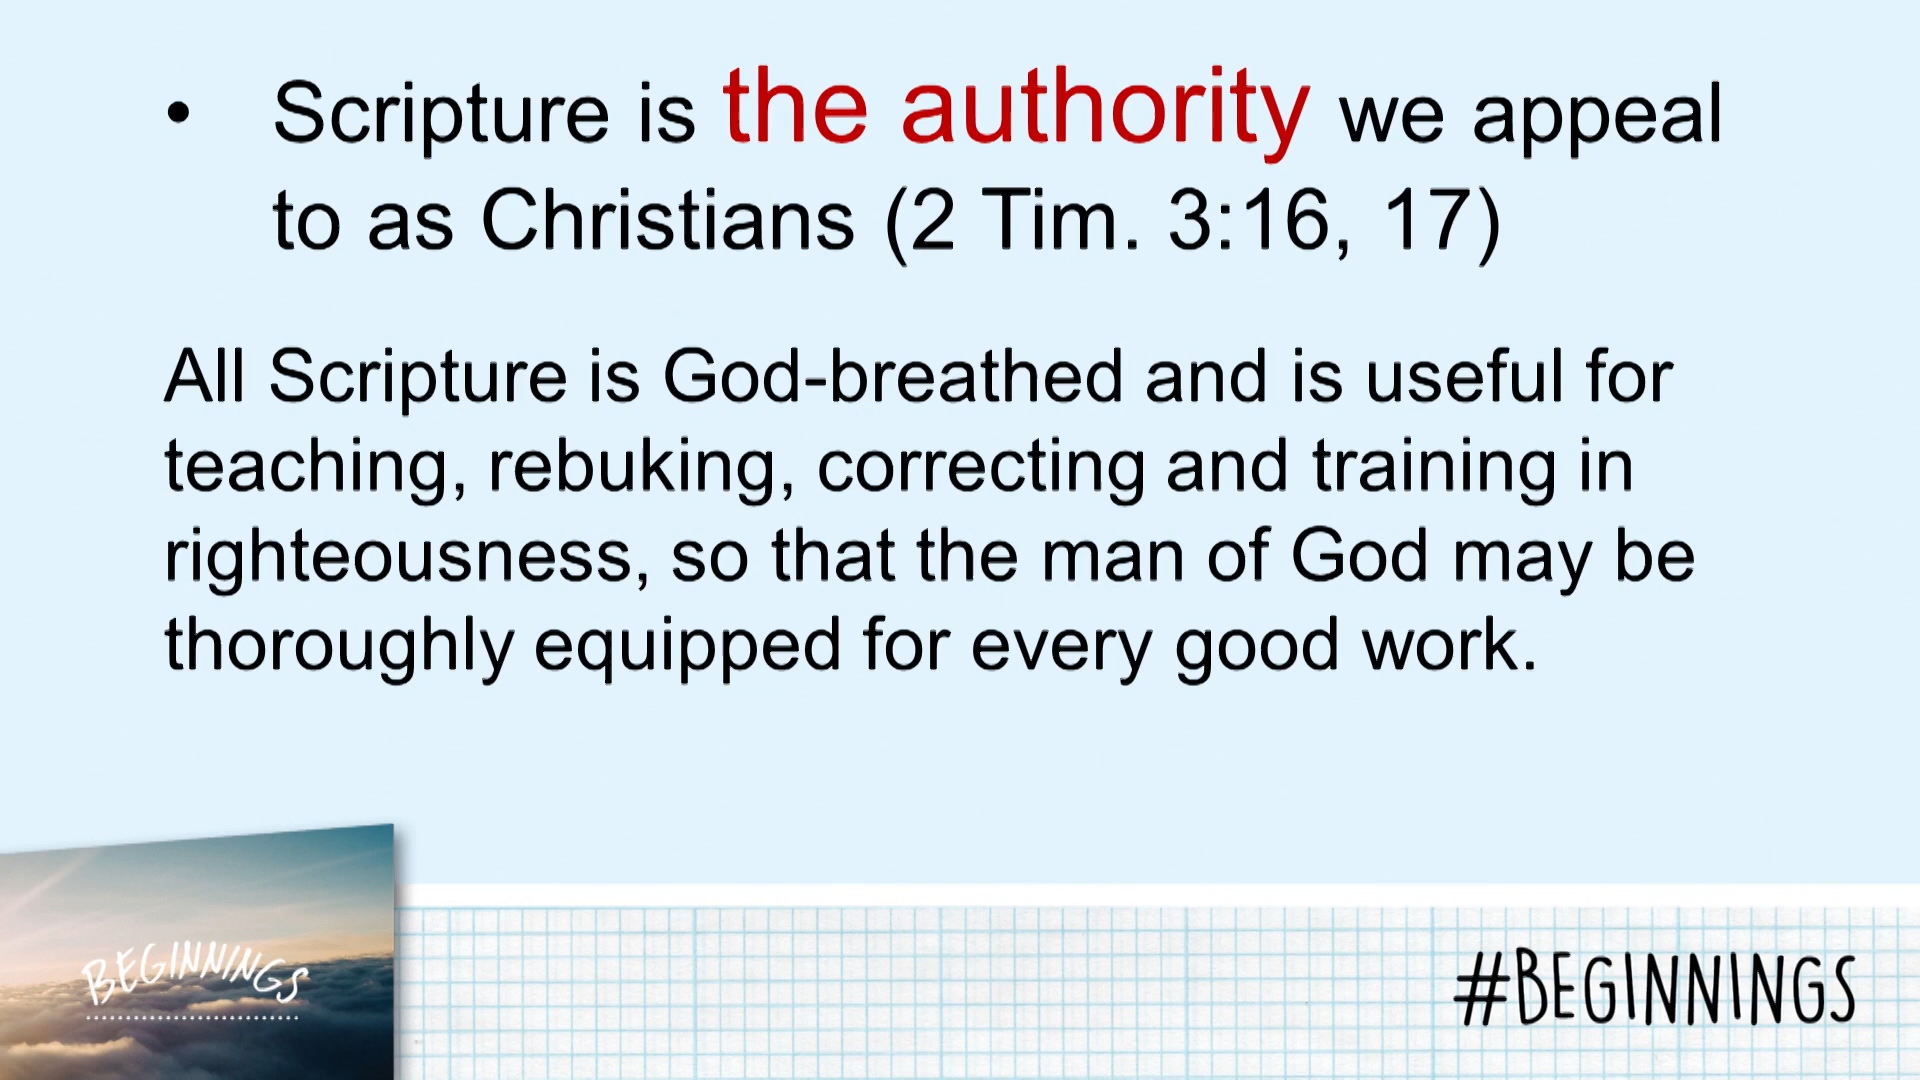 • Scripture is the authority we appeal
to as Christians (2 Tim. 3:16, 17)
All Scripture is God-breathed and is useful for
teaching, rebuking, correcting and training in
righteousness, so that the man of God may be
thoroughly equipped for every good work.
BEGINNINGS
#BEGINNINGS